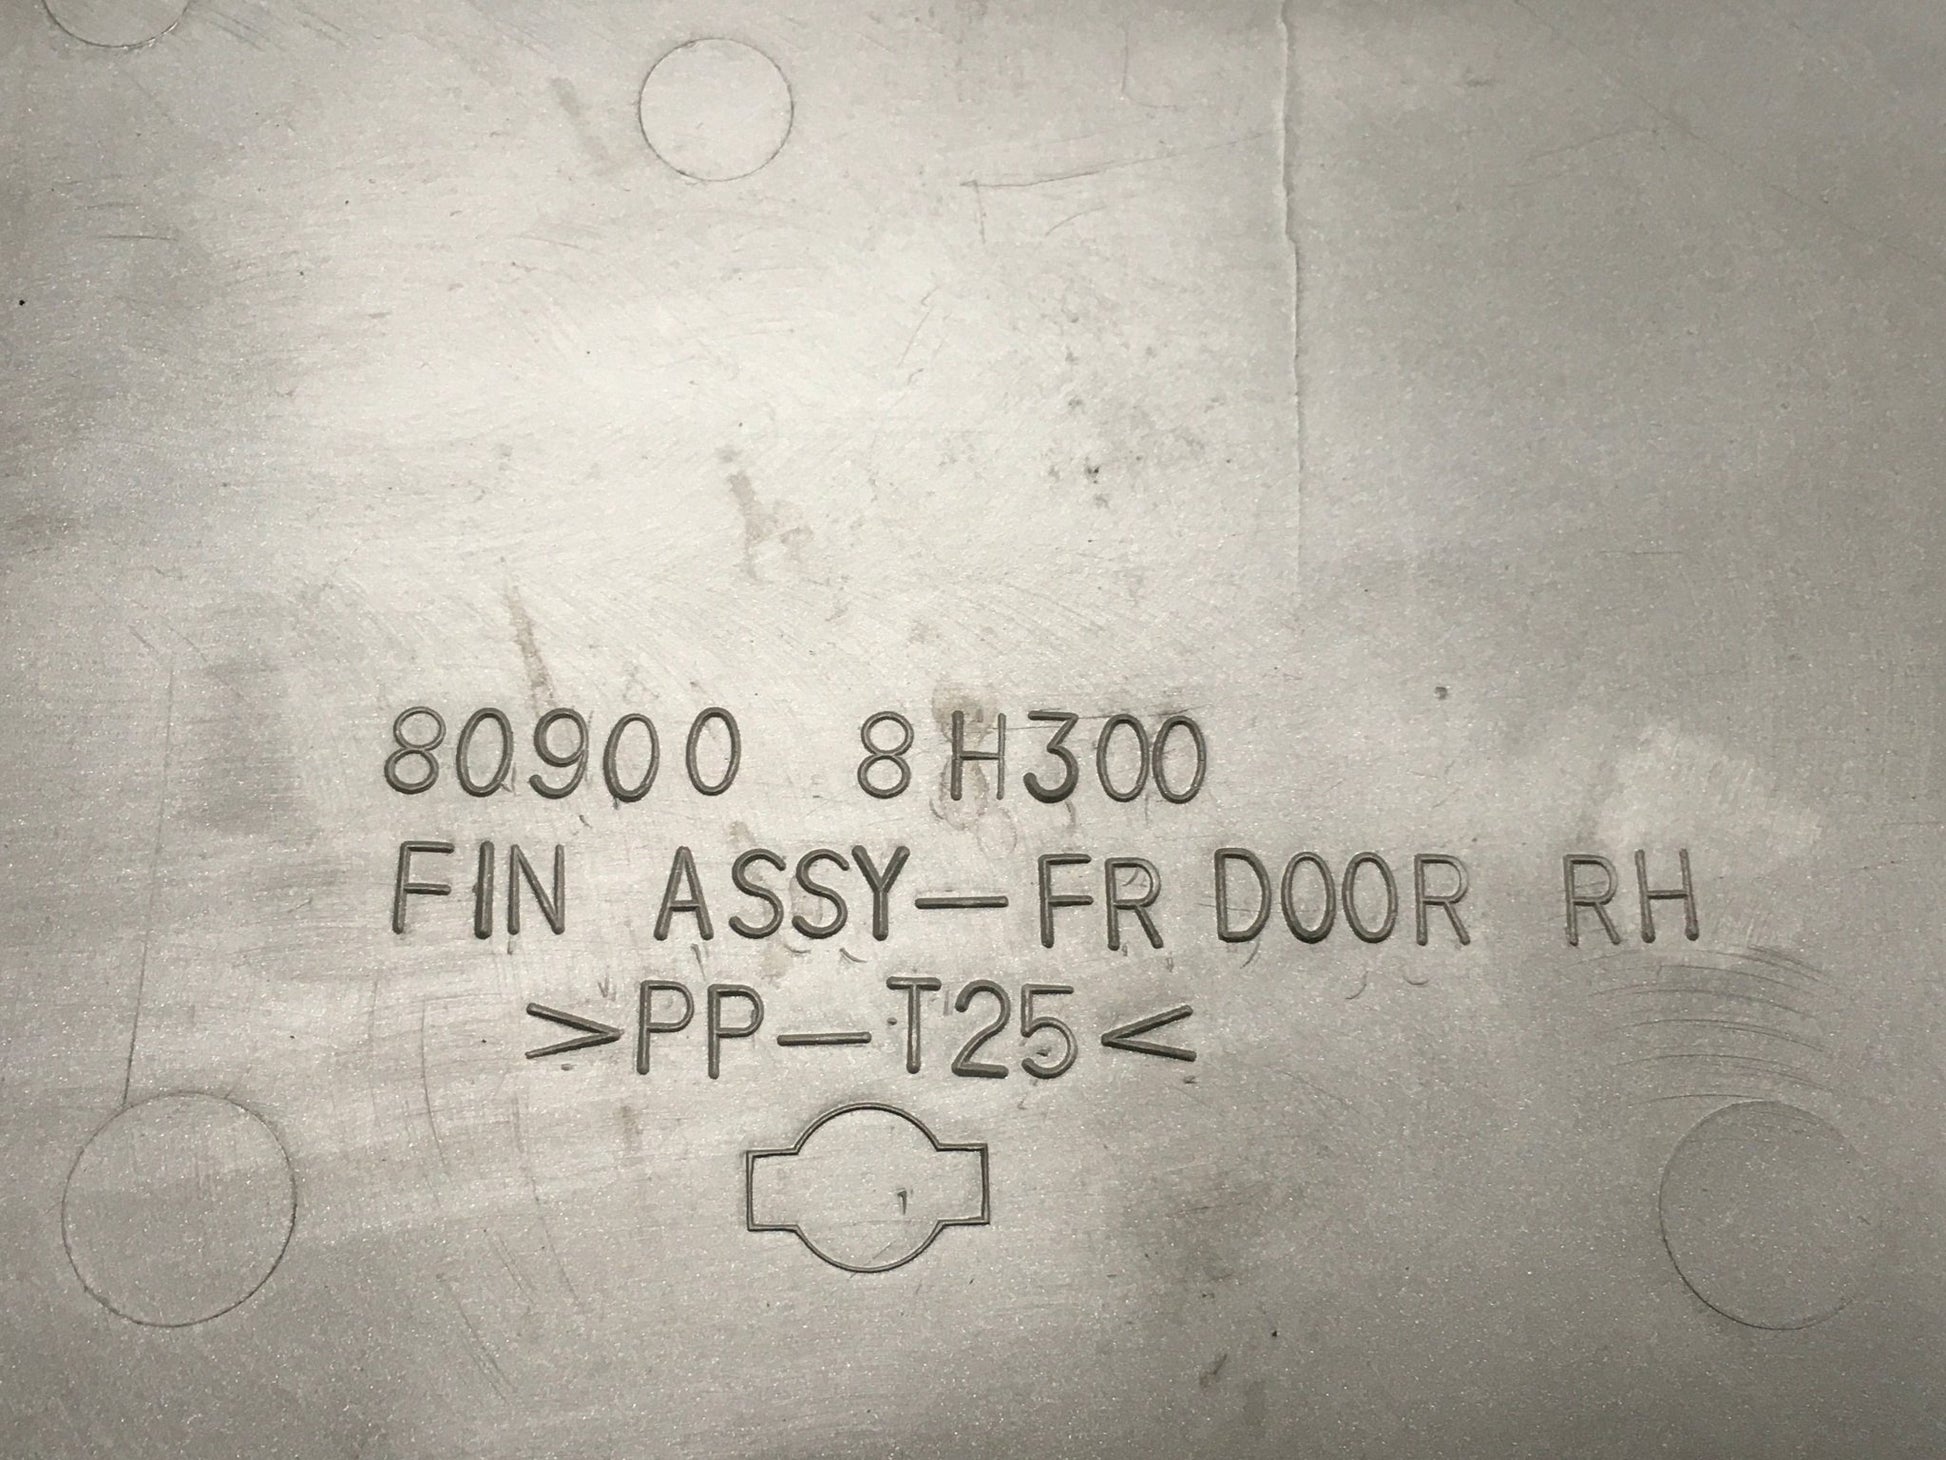 80900 8H300
FIN ASSY-FR DOOR RH
>PP-T25<